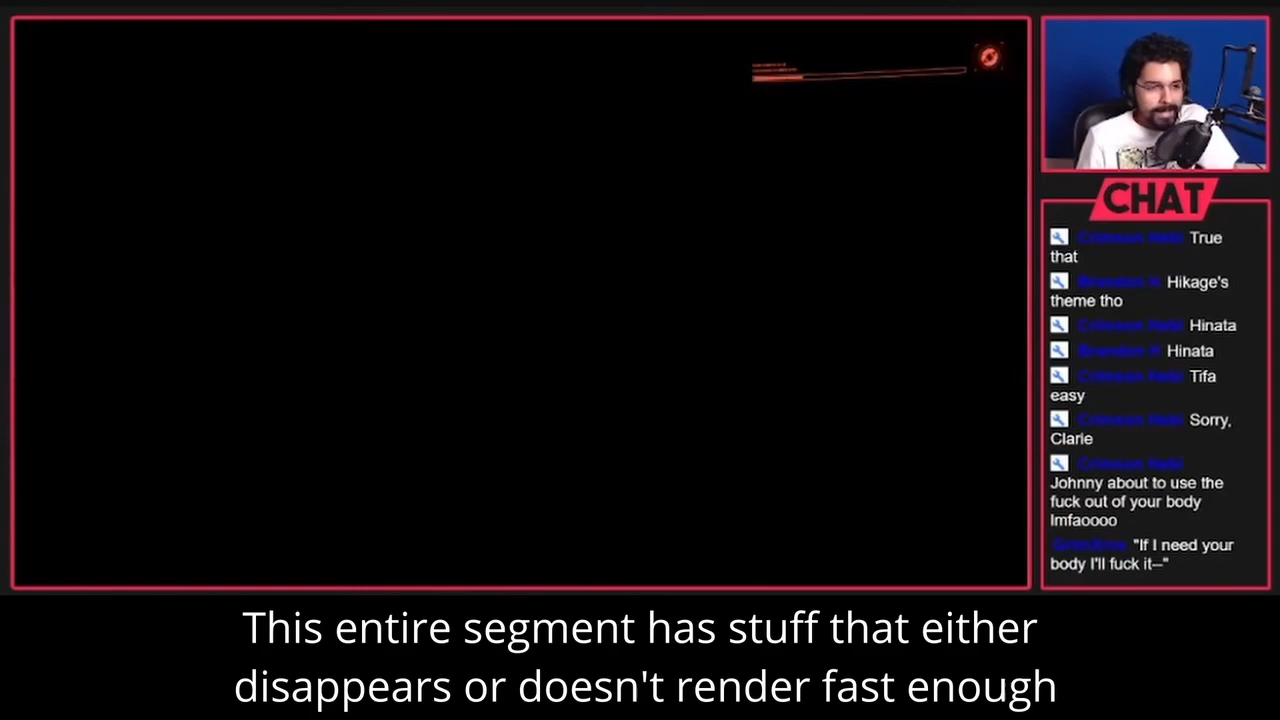 CHAT
True
that
Hikage's
theme tho
Hinata
Hinata
Tifa
easy
Sorry,
Clarie
Johnny about to use the
fuck out of your body
lmfaoooo
"If I need your
body I'll fuck it--"
This entire segment has stuff that either
disappears or doesn't render fast enough